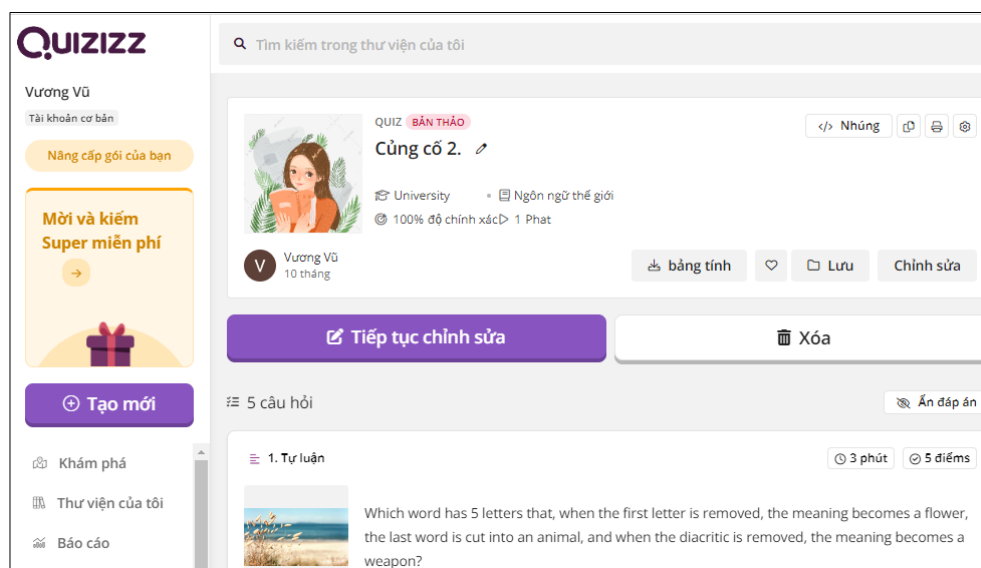 QUIZIZZ
Tìm kiếm trong thư viện của tôi
Vương Vũ
Tài khoản cơ bản
Nâng cấp gói của bạn
Mời và kiếm
Super miễn phí
Tạo mới
Khám phá
Thư viện của tôi
Báo cáo
QUIZ BẢN THẢO
</> Nhúng
Củng cố 2.
University • Ngôn ngữ thế giới
100% độ chính xác 1 Phat
V
Vương Vũ
10 tháng
bảng tính
Lưu
Chỉnh sửa
Tiếp tục chỉnh sửa
Xóa
5 câu hỏi
Ẩn đáp án
1. Tự luận
3 phút
5 điểms
Which word has 5 letters that, when the first letter is removed, the meaning becomes a flower,
the last word is cut into an animal, and when the diacritic is removed, the meaning becomes a
weapon?